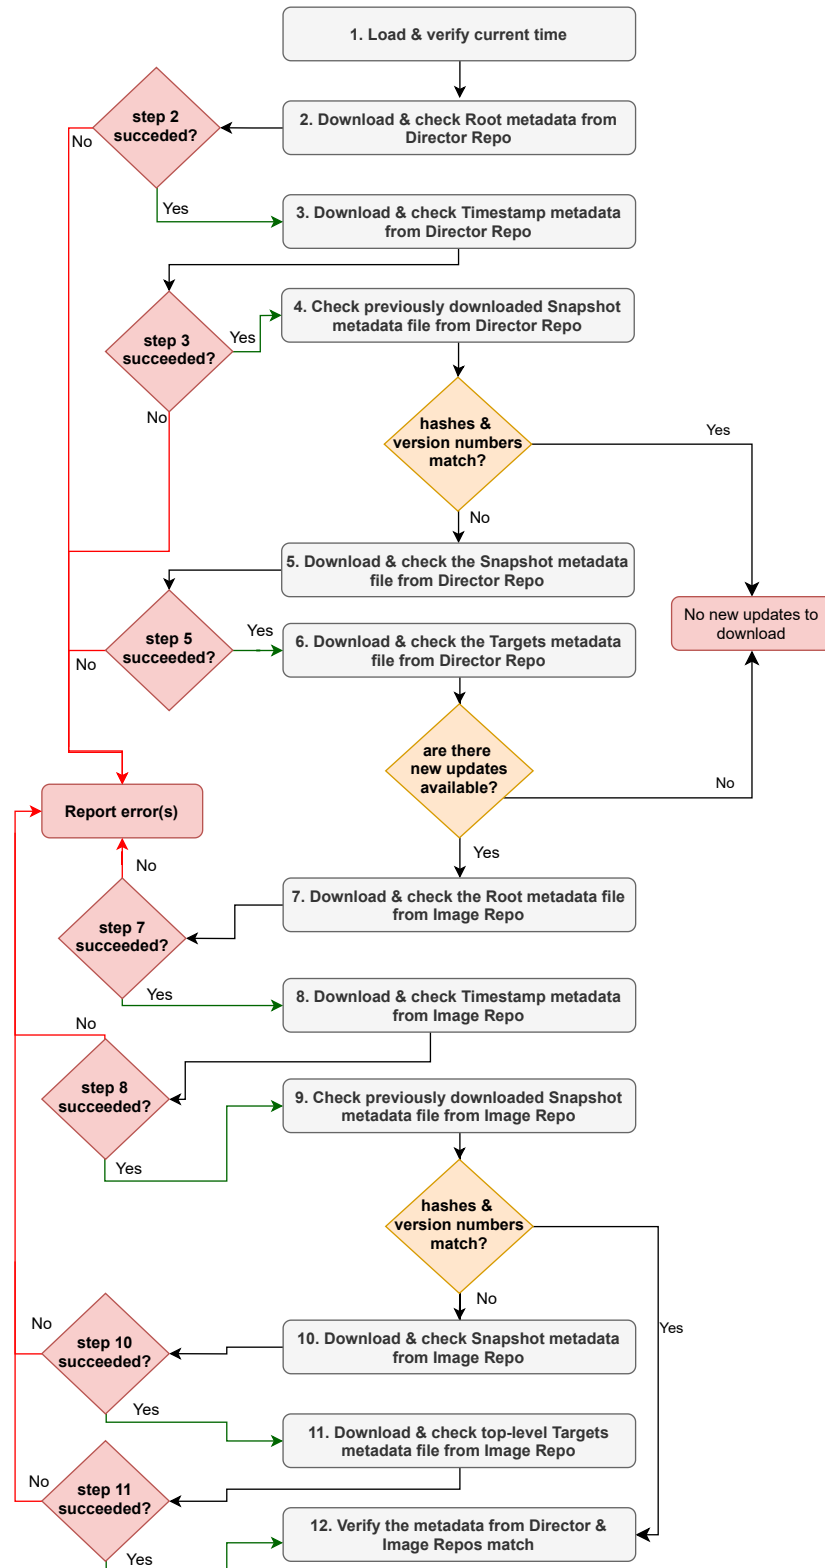 1. Load & verify current time
step 2
succeded?
2. Download & check Root metadata from
Director Repo
No
Yes
3. Download & check Timestamp metadata
from Director Repo
step 3
succeeded?
Yes
No
4. Check previously downloaded Snapshot
metadata file from Director Repo
hashes &
version numbers
match?
Yes
No
5. Download & check the Snapshot metadata
file from Director Repo
No new updates to
download
step 5
succeeded?
Yes
No
6. Download & check the Targets metadata
file from Director Repo
are there
new updates
available?
No
Yes
Report error(s)
No
7. Download & check the Root metadata file
from Image Repo
step 7
succeeded?
Yes
8. Download & check Timestamp metadata
from Image Repo
No
step 8
succeeded?
Yes
9. Check previously downloaded Snapshot
metadata file from Image Repo
hashes &
version numbers
match?
No
Yes
10. Download & check Snapshot metadata
from Image Repo
No
step 10
succeeded?
Yes
11. Download & check top-level Targets
metadata file from Image Repo
No
step 11
succeeded?
Yes
12. Verify the metadata from Director &
Image Repos match